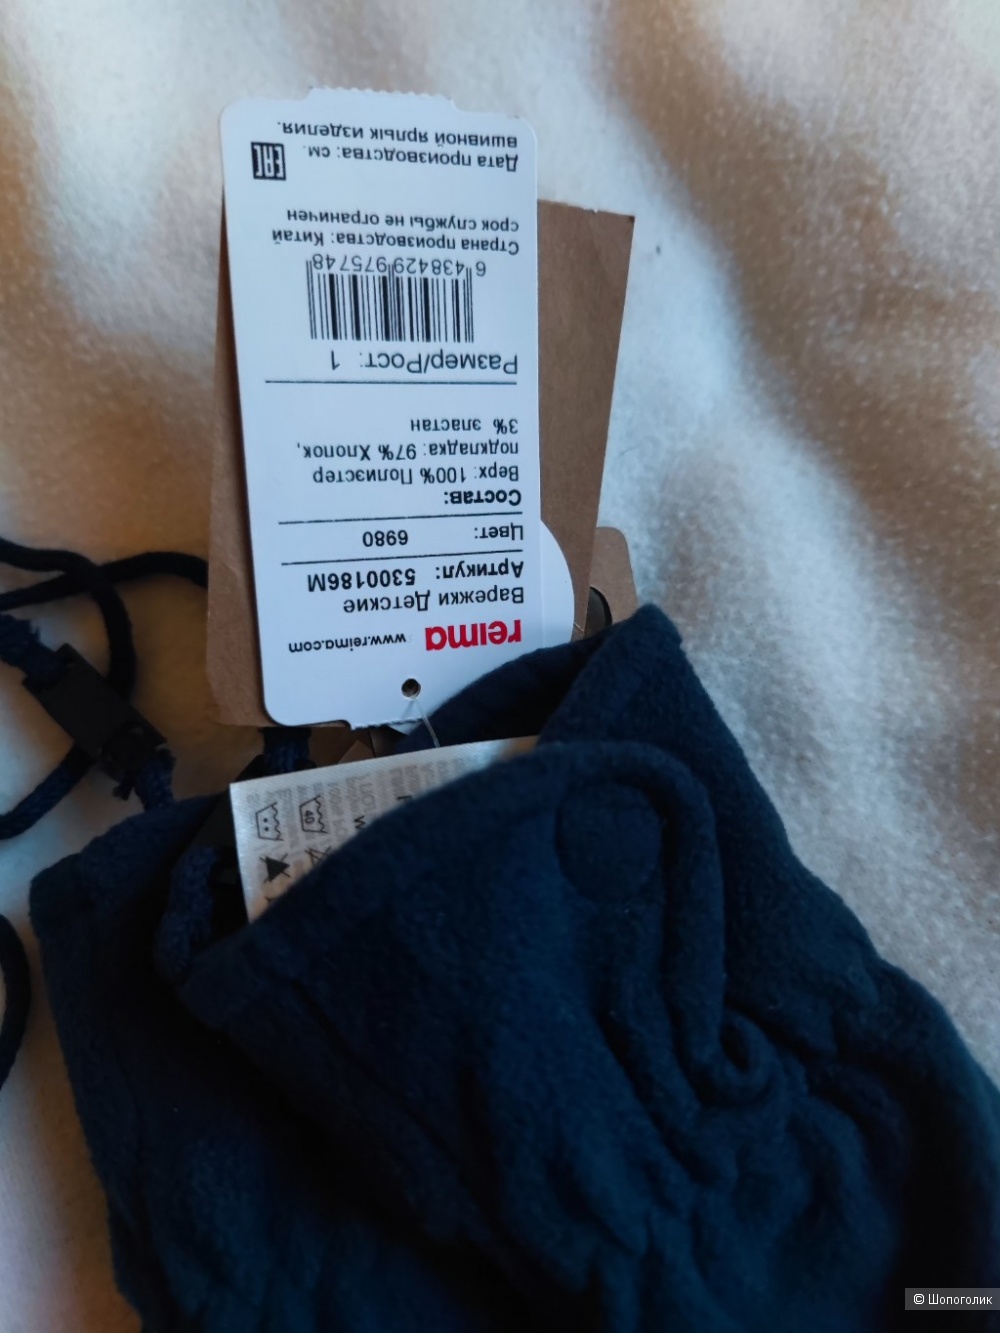 reima www.reima.com
Варежки Детские
Артикул: 5300186M
Цвет: 6980
Состав:
Верх: 100% Полиэстер
подкладка: 97% Хлопок,
3% эластан
Размер/Рост: 1
6 438429 975748
Страна производства: Китай
срок службы не ограничен
Дата производства: см.
вшивной ярлык изделия.
EAC
40
© Шопоголик